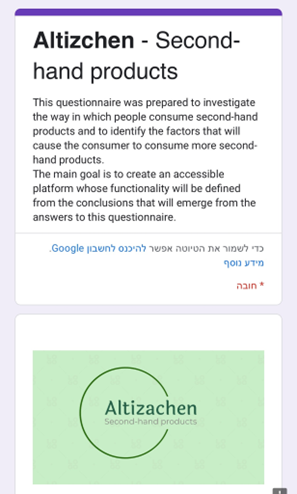 Altizchen - Second-
hand products
This questionnaire was prepared to investigate
the way in which people consume second-hand
products and to identify the factors that will
cause the consumer to consume more second-
hand products.
The main goal is to create an accessible
platform whose functionality will be defined
from the conclusions that will emerge from the
answers to this questionnaire.
כדי לשמור את הטיוטה אפשר להיכנס לחשבון Google.
מידע נוסף
* חובה
Altizachen
Second-hand products